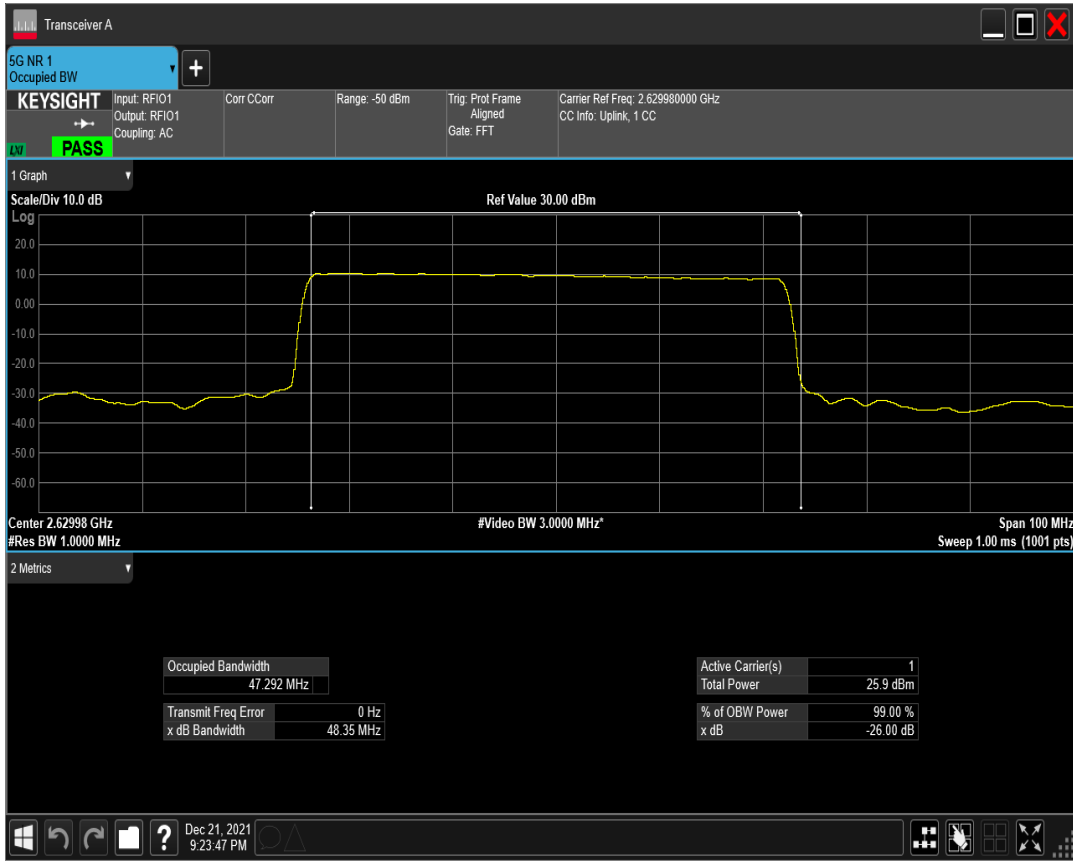 Transceiver A
5G NR 1
Occupied BW
KEYSIGHT
LXI
PASS
Input: RFIO1
Output: RFIO1
Coupling: AC
Corr CCorr
Range: -50 dBm
Trig: Prot Frame
Aligned
Gate: FFT
Carrier Ref Freq: 2.629980000 GHz
CC Info: Uplink, 1 CC
1 Graph
Scale/Div 10.0 dB
Ref Value 30.00 dBm
Log
20.0
10.0
0.00
-10.0
-20.0
-30.0
-40.0
-50.0
-60.0
Center 2.62998 GHz
#Video BW 3.0000 MHz*
Span 100 MHz
#Res BW 1.0000 MHz
Sweep 1.00 ms (1001 pts)
2 Metrics
Occupied Bandwidth
47.292 MHz
Transmit Freq Error 0 Hz
x dB Bandwidth 48.35 MHz
Active Carrier(s) 1
Total Power 25.9 dBm
% of OBW Power 99.00 %
x dB -26.00 dB
?
Dec 21, 2021
9:23:47 PM